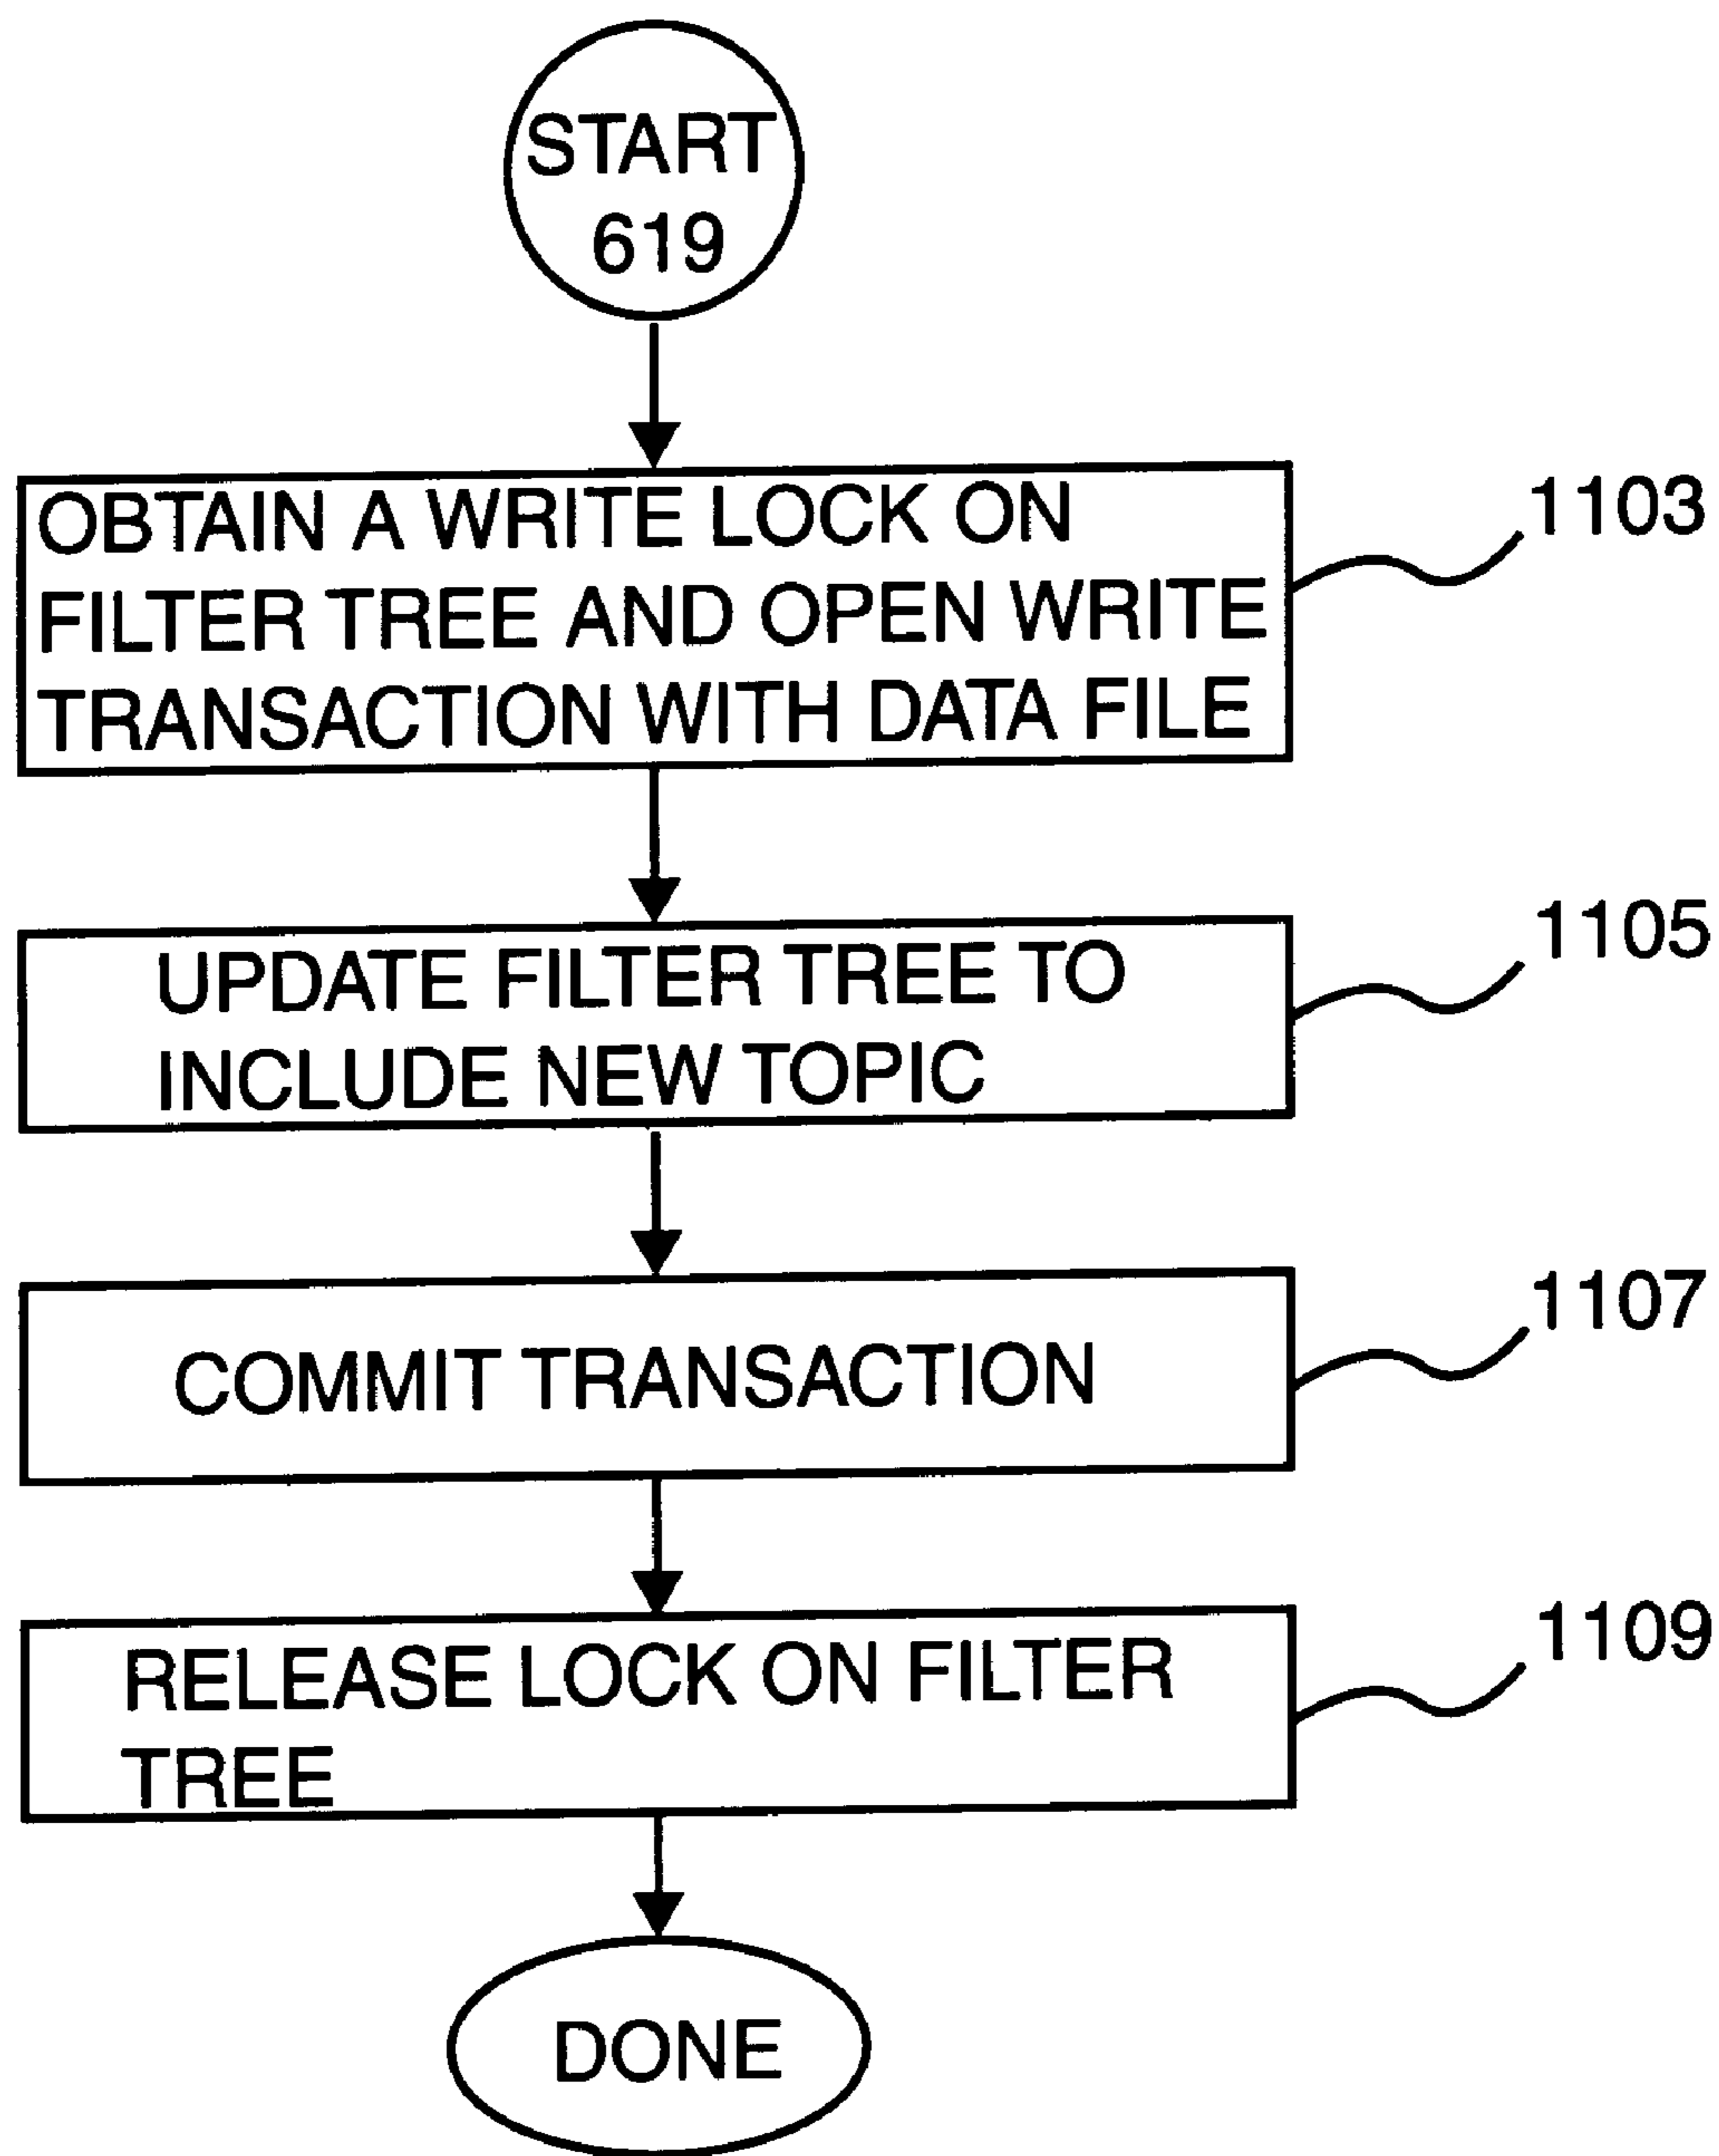 START
619
OBTAIN A WRITE LOCK ON
FILTER TREE AND OPEN WRITE
TRANSACTION WITH DATA FILE
1103
UPDATE FILTER TREE TO
INCLUDE NEW TOPIC
1105
COMMIT TRANSACTION
1107
RELEASE LOCK ON FILTER
TREE
1109
DONE